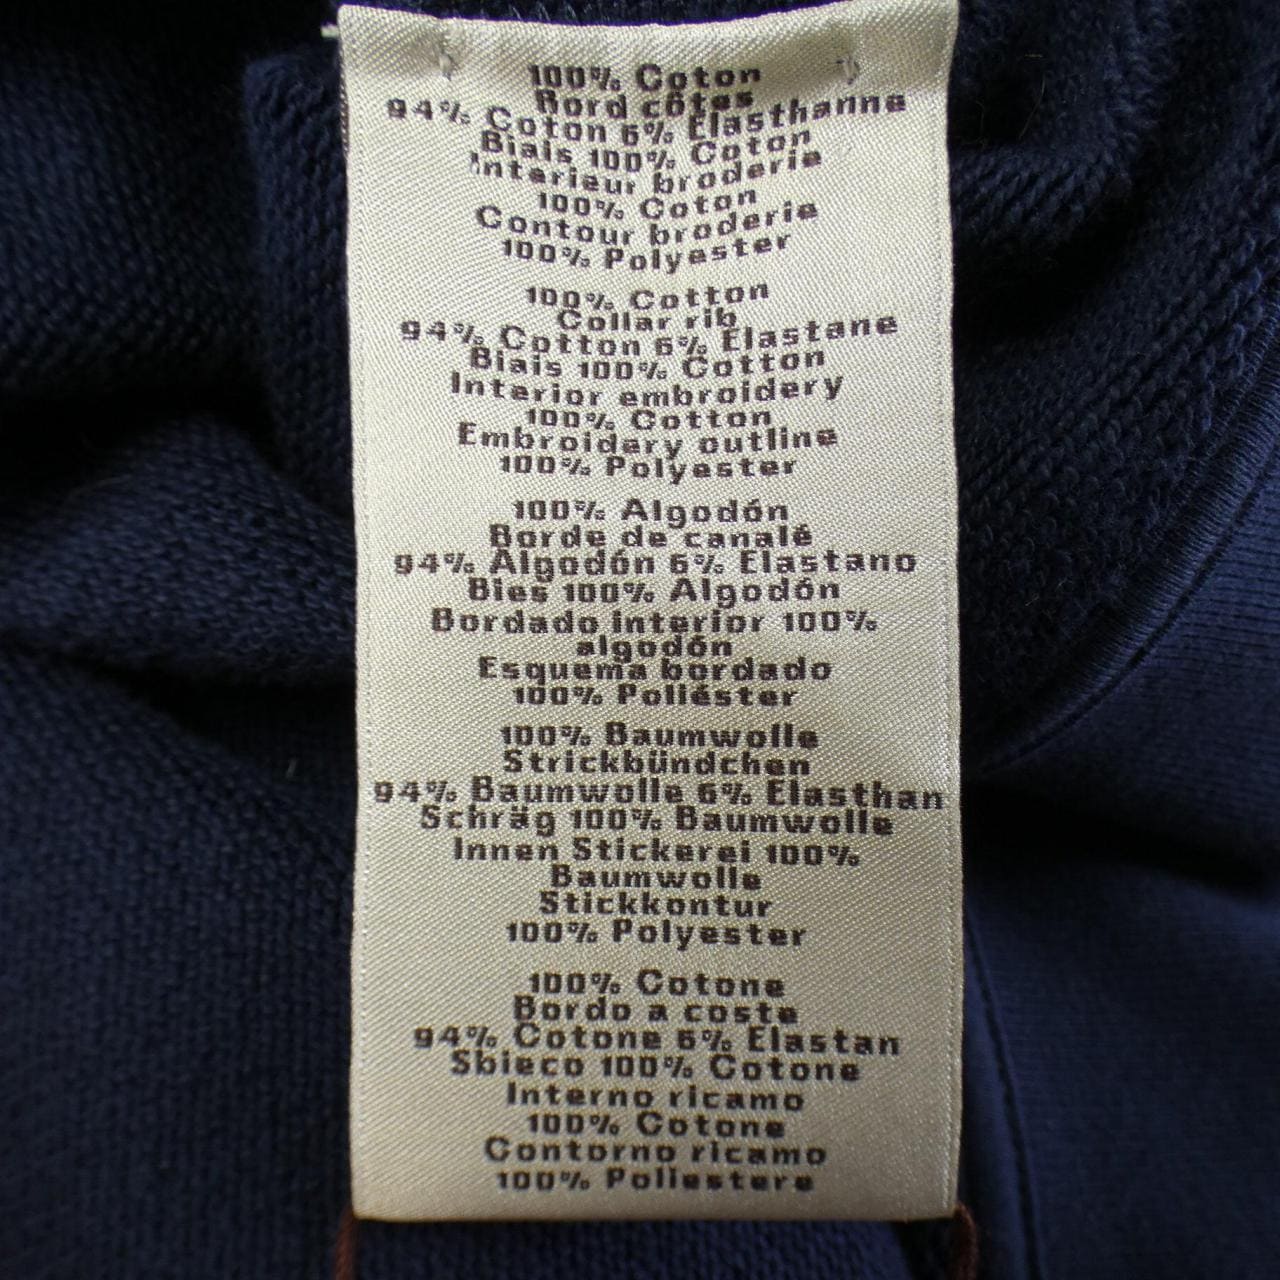 100% Coton
Bord côtes
94% Coton 6% Elasthanne
Biais 100% Coton
Interieur broderie
100% Coton
Contour broderie
100% Polyester
100% Cotton
Collar rib
94% Cotton 6% Elastane
Biais 100% Cotton
Interior embroidery
100% Cotton
Embroidery outline
100% Polyester
100% Algodón
Borde de canalé
94% Algodón 6% Elastano
Bies 100% Algodón
Bordado interior 100%
algodón
Esquema bordado
100% Poliéster
100% Baumwolle
Strickbündchen
94% Baumwolle 6% Elasthan
Schräg 100% Baumwolle
Innen Stickerei 100%
Baumwolle
Stickkontur
100% Polyester
100% Cotone
Bordo a coste
94% Cotone 6% Elastan
Sbieco 100% Cotone
Interno ricamo
100% Cotone
Contorno ricamo
100% Poliestere